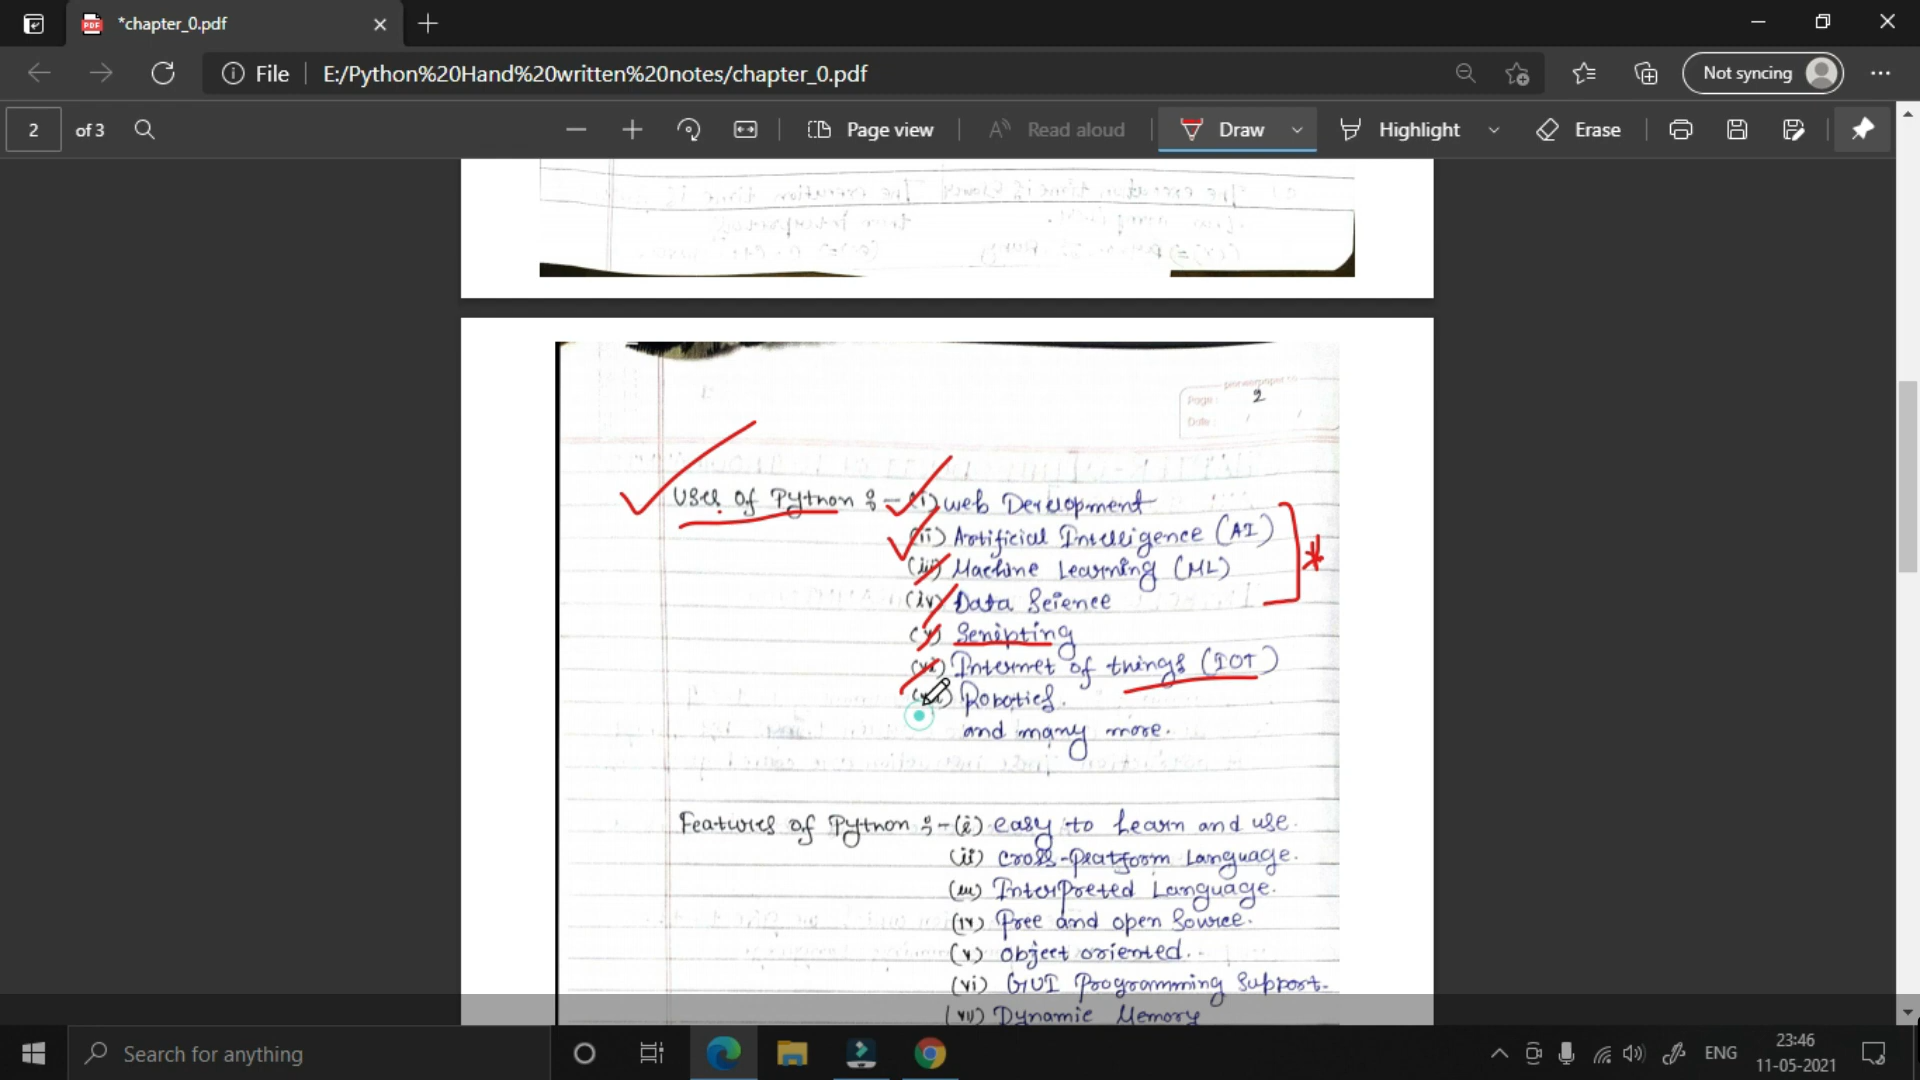 *chapter_0.pdf
File
E:/Python%20Hand%20written%20notes/chapter_0.pdf
Not syncing
2 of 3
Page view
Read aloud
Draw
Highlight
Erase
Page : 2
Date :
Uses of Python :- (i) web Development
(ii) Artificial Intelligence (AI)
(iii) Machine Learning (ML)
(iv) Data Science
(v) Scripting
(vi) Internet of things (IOT)
(vii) Robotics.
and many more.
Features of Python :- (i) easy to learn and use.
(ii) Cross-Platform Language.
(iii) Interpreted Language.
(iv) Free and open Source.
(v) Object oriented.
(vi) GUI Programming Support.
(vii) Dynamic Memory
Search for anything
ENG
23:46
11-05-2021